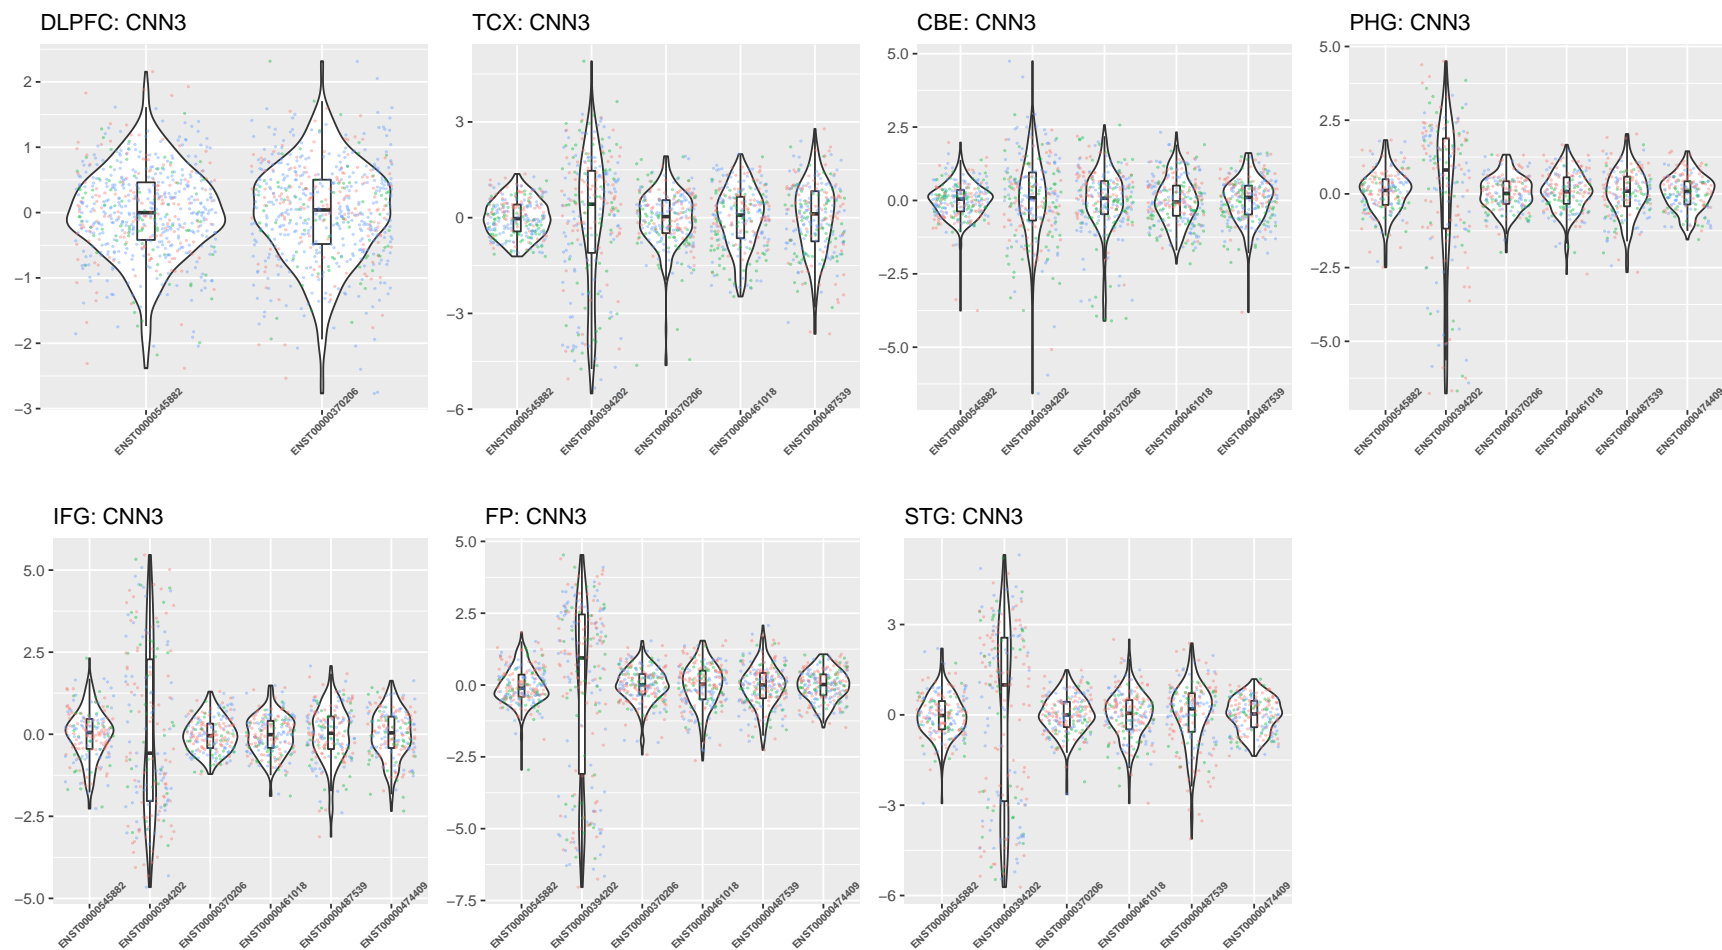 DLPFC: CNN3
2
1
0
−1
−2
−3
ENST00000545882
ENST00000370206
TCX: CNN3
3
0
−3
−6
ENST00000545882
ENST00000394202
ENST00000370206
ENST00000461018
ENST00000487539
CBE: CNN3
5.0
2.5
0.0
−2.5
−5.0
ENST00000545882
ENST00000394202
ENST00000370206
ENST00000461018
ENST00000487539
PHG: CNN3
5.0
2.5
0.0
−2.5
−5.0
ENST00000545882
ENST00000394202
ENST00000370206
ENST00000461018
ENST00000487539
ENST00000474409
IFG: CNN3
5.0
2.5
0.0
−2.5
−5.0
ENST00000545882
ENST00000394202
ENST00000370206
ENST00000461018
ENST00000487539
ENST00000474409
FP: CNN3
5.0
2.5
0.0
−2.5
−5.0
−7.5
ENST00000545882
ENST00000394202
ENST00000370206
ENST00000461018
ENST00000487539
ENST00000474409
STG: CNN3
3
0
−3
−6
ENST00000545882
ENST00000394202
ENST00000370206
ENST00000461018
ENST00000487539
ENST00000474409